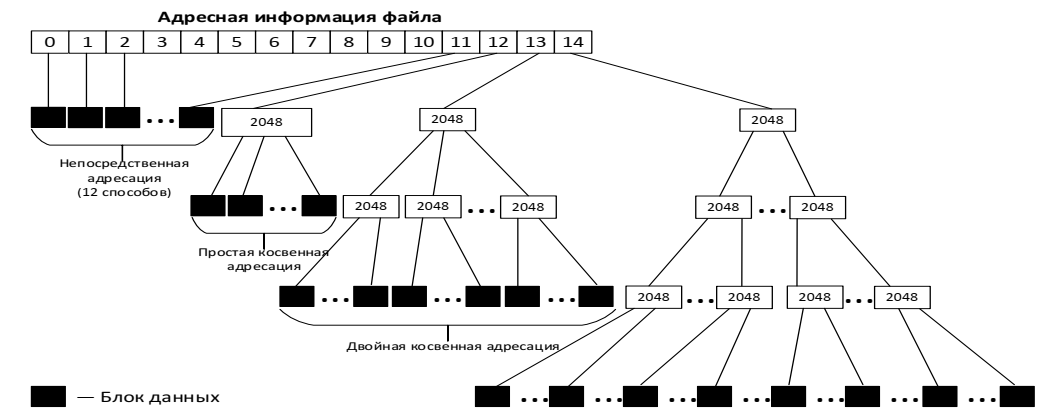 Адресная информация файла
0 1 2 3 4 5 6 7 8 9 10 11 12 13 14
2048 2048 2048
Непосредственная
адресация
(12 способов)
2048 2048 2048 2048 2048
Простая косвенная
адресация
2048 2048 2048 2048
Двойная косвенная адресация
— Блок данных